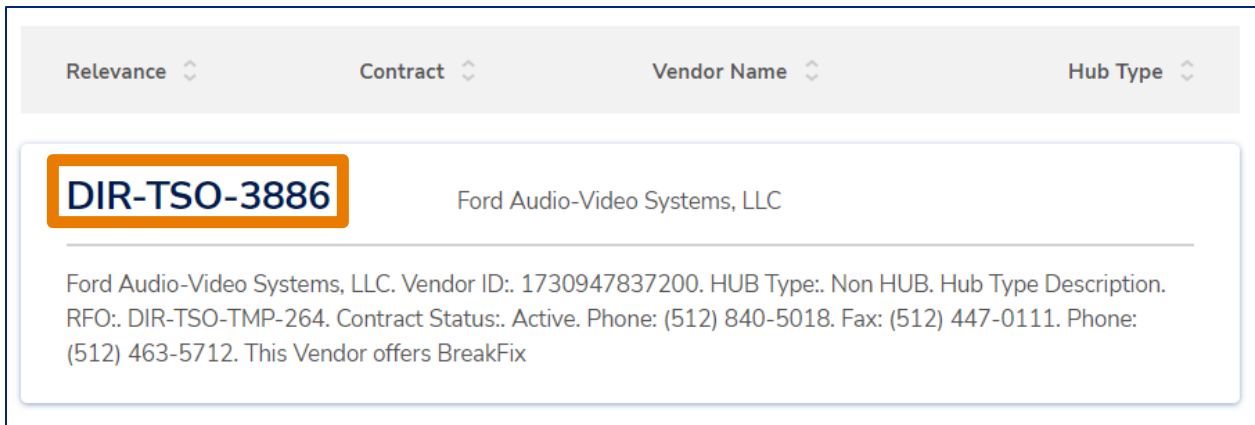 Relevance Contract Vendor Name Hub Type
DIR-TSO-3886 Ford Audio-Video Systems, LLC
Ford Audio-Video Systems, LLC. Vendor ID:. 1730947837200. HUB Type:. Non HUB. Hub Type Description.
RFO:. DIR-TSO-TMP-264. Contract Status:. Active. Phone: (512) 840-5018. Fax: (512) 447-0111. Phone:
(512) 463-5712. This Vendor offers BreakFix